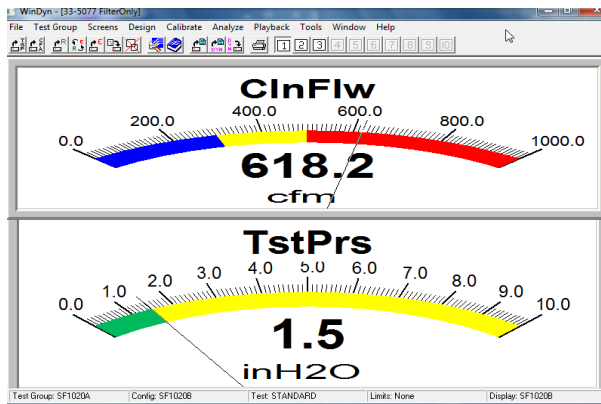 WinDyn - [33-5077 FilterOnly]
File Test Group Screens Design Calibrate Analyze Playback Tools Window Help
1 2 3 4 5 6 7 8 9 10
ClnFlw
0.0 200.0 400.0 600.0 800.0 1000.0
618.2
cfm
TstPrs
0.0 1.0 2.0 3.0 4.0 5.0 6.0 7.0 8.0 9.0 10.0
1.5
inH2O
Test Group: SF1020A Config: SF1020B Test: STANDARD Limits: None Display: SF1020B